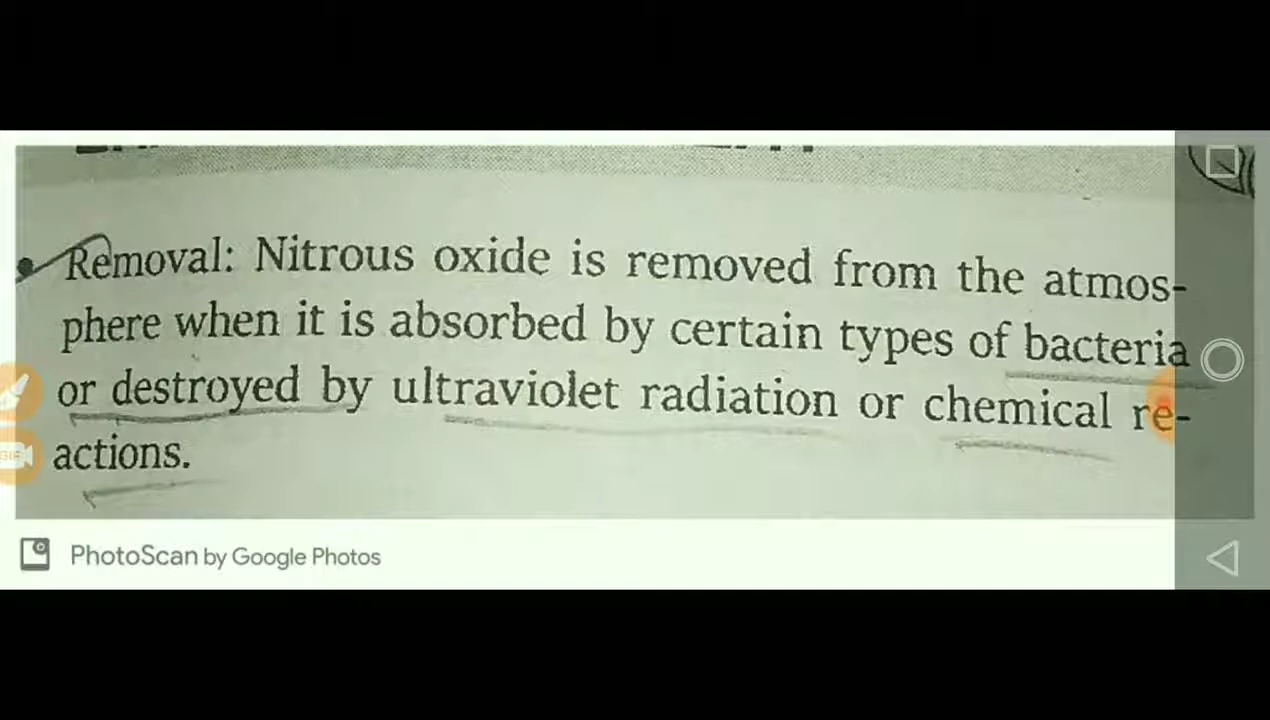 Removal: Nitrous oxide is removed from the atmos-
phere when it is absorbed by certain types of bacteria
or destroyed by ultraviolet radiation or chemical re-
actions.
PhotoScan by Google Photos